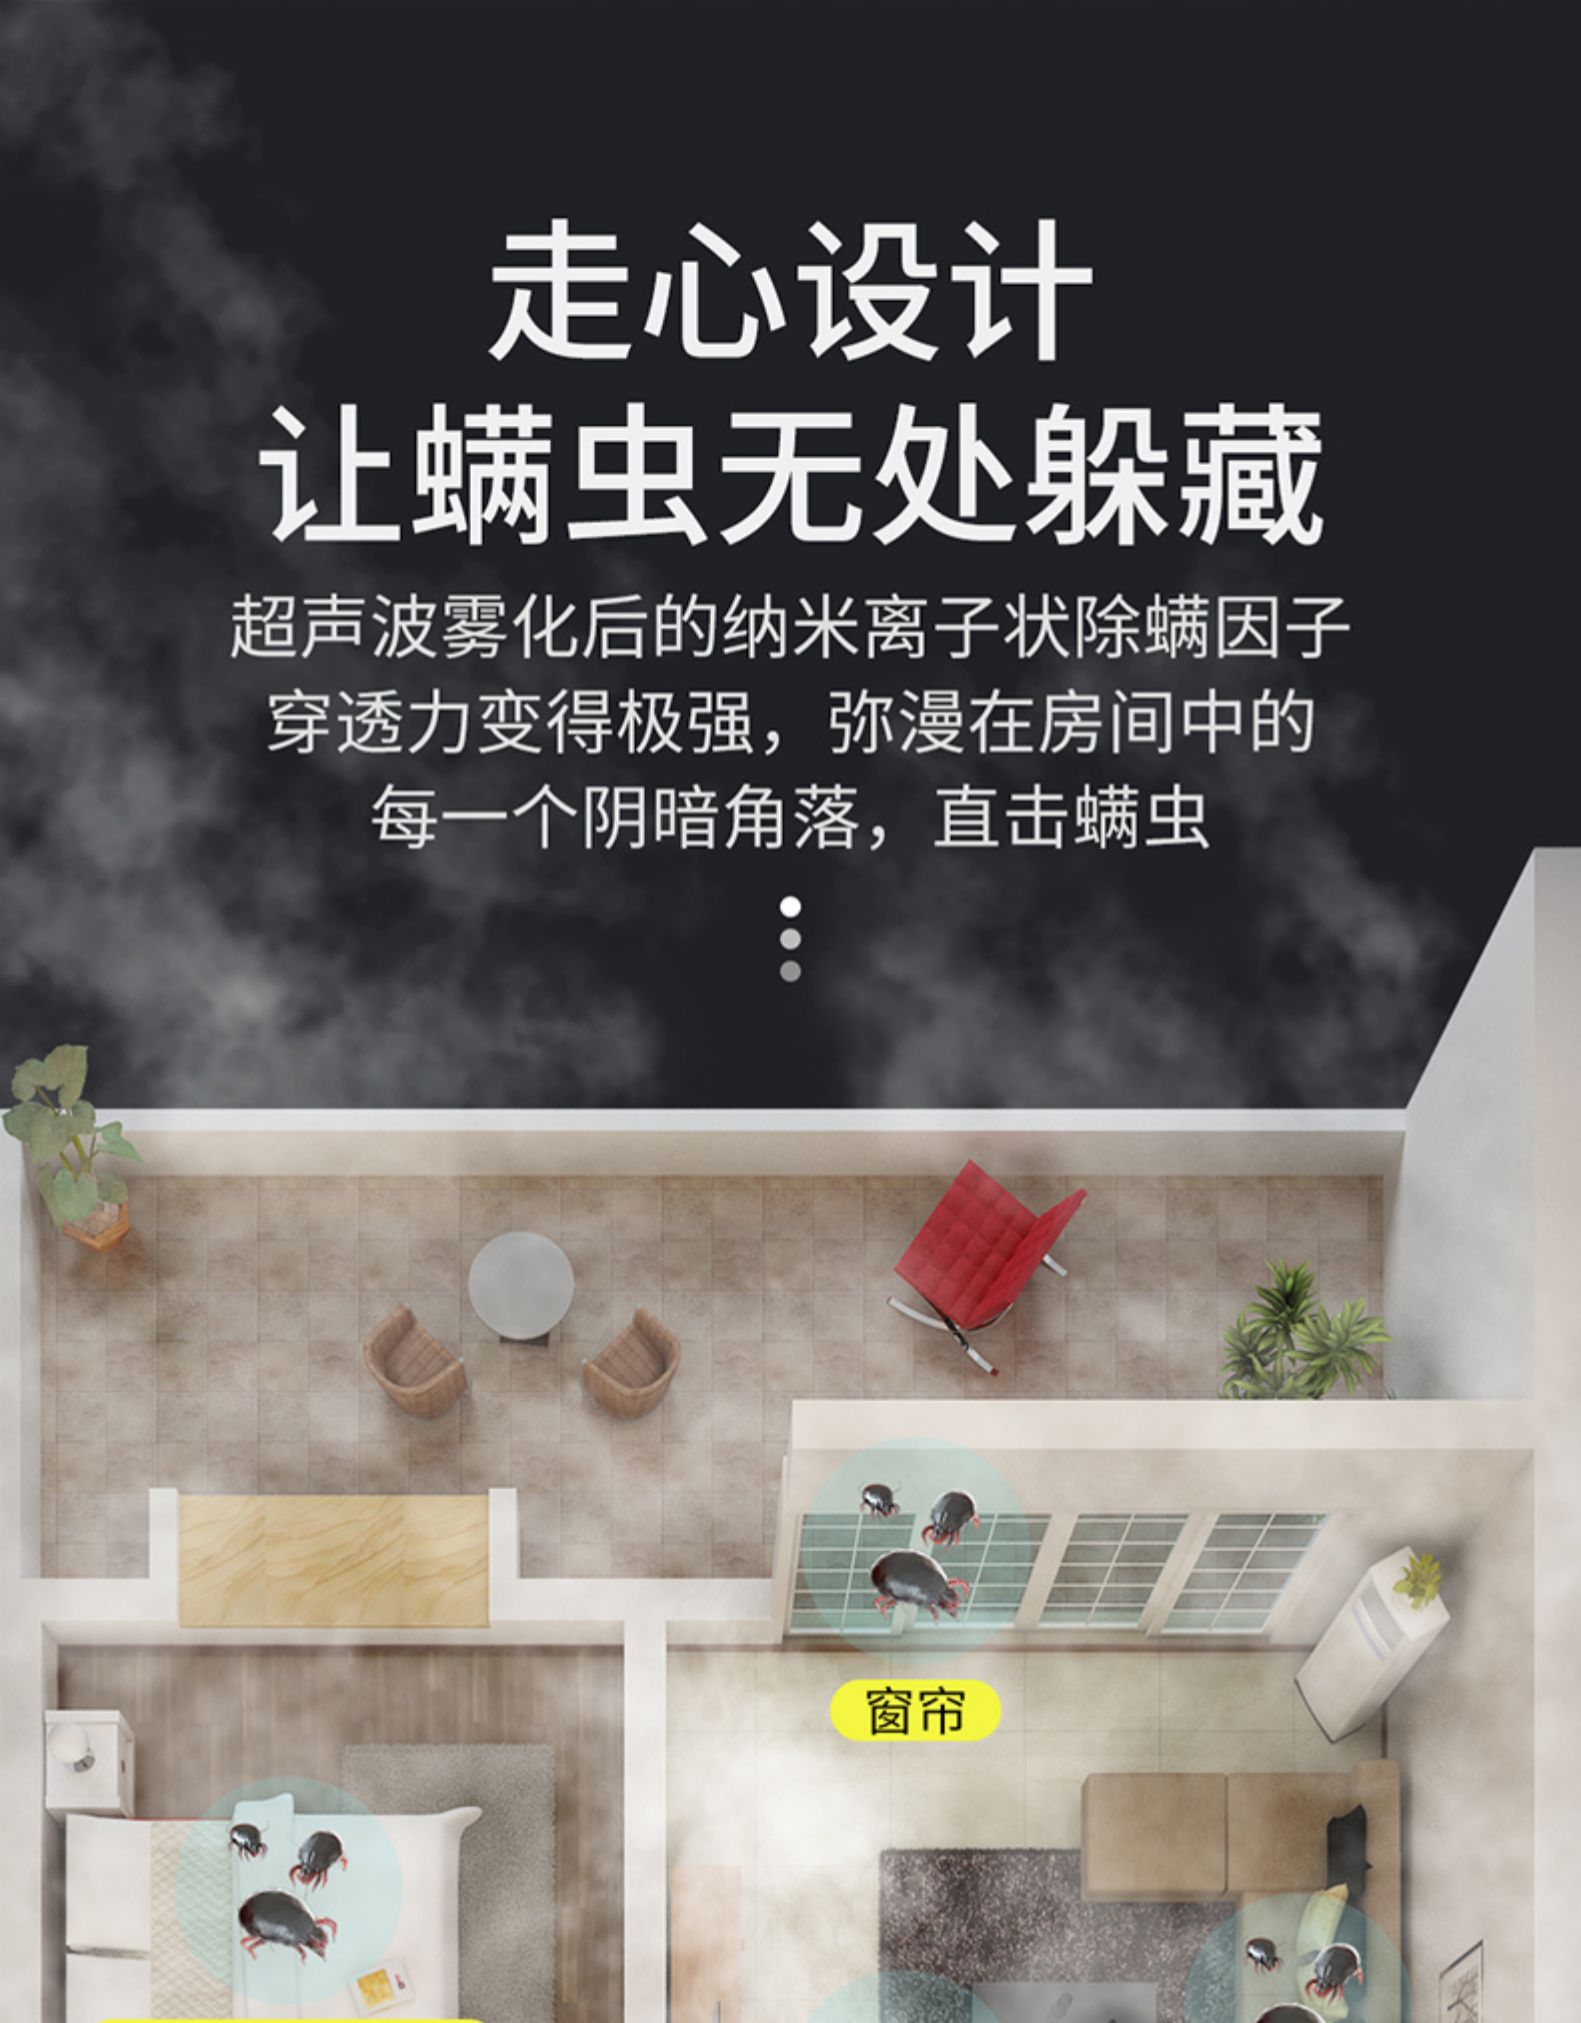 走心设计
让螨虫无处躲藏
超声波雾化后的纳米离子状除螨因子
穿透力变得极强，弥漫在房间中的
每一个阴暗角落，直击螨虫
窗帘